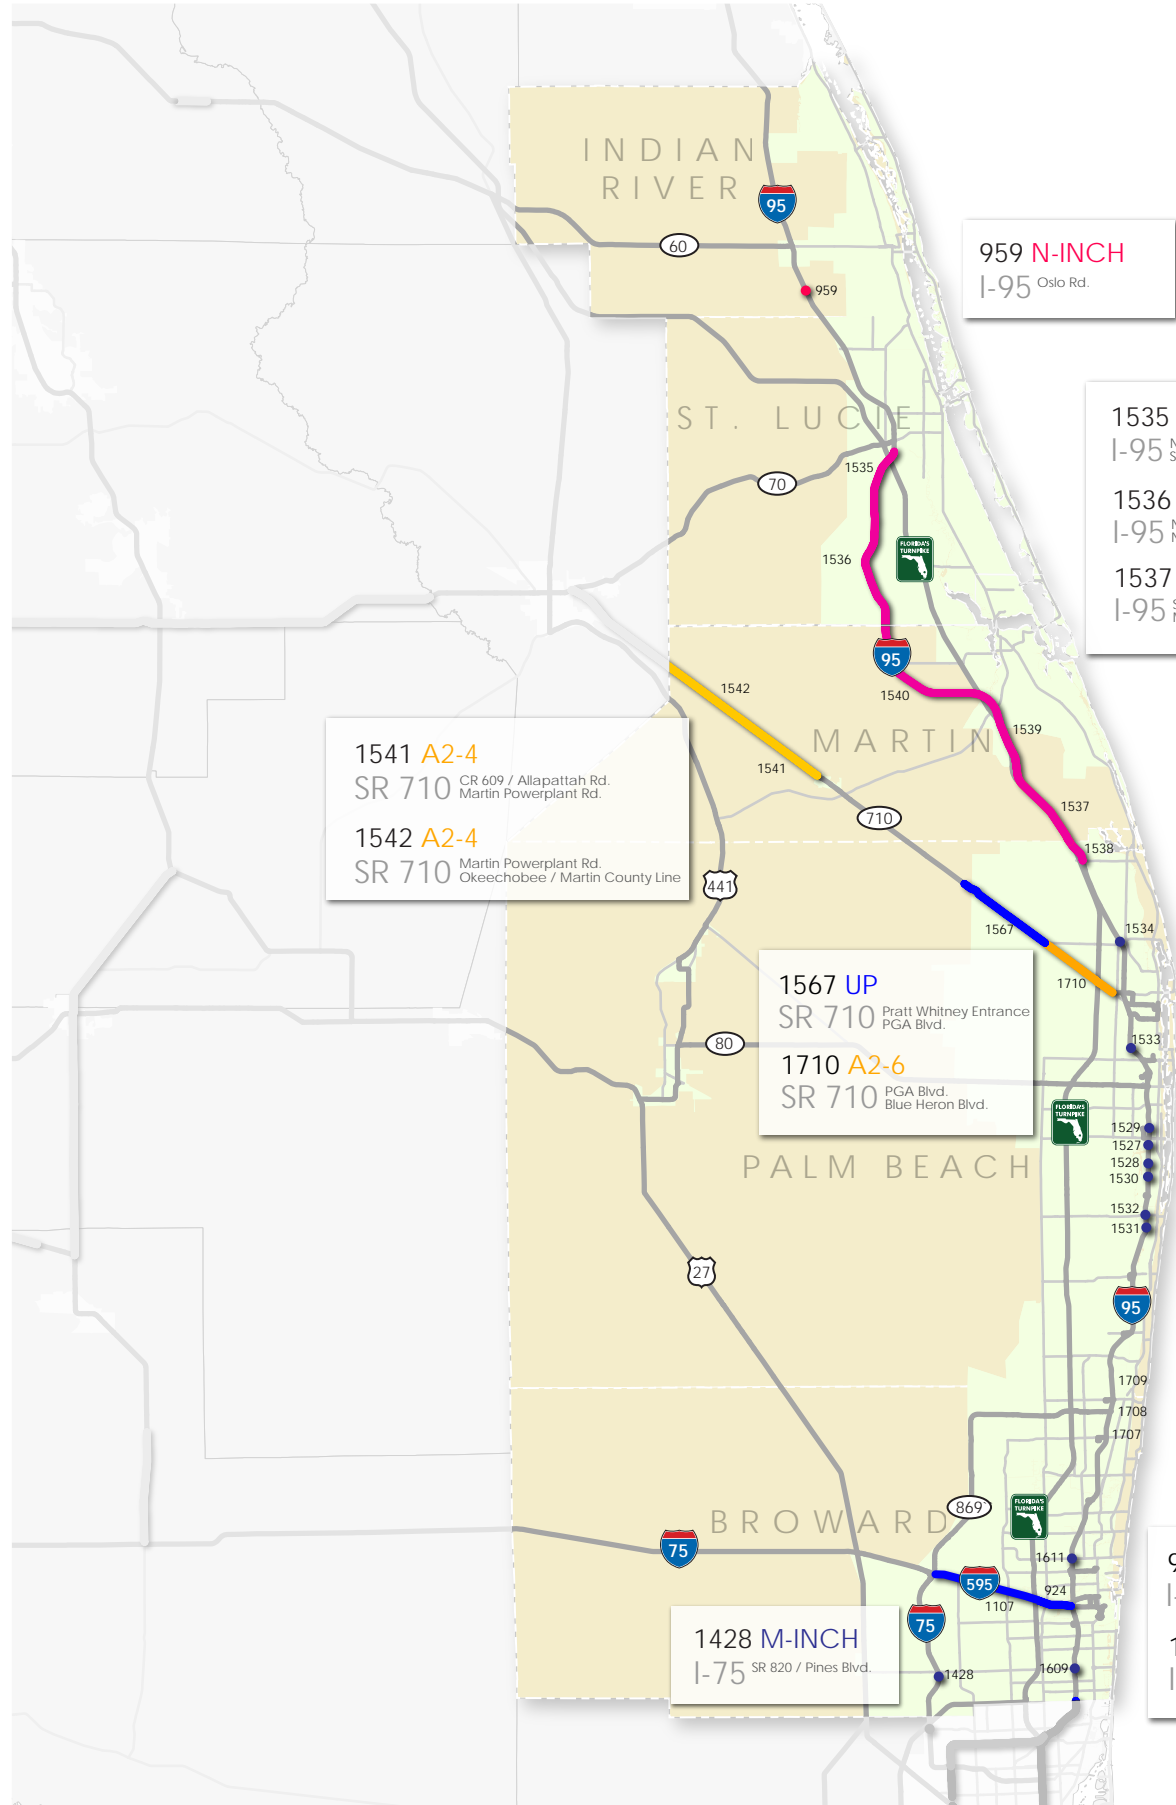 INDIAN
RIVER
95
60
959
959 N-INCH
I-95 Oslo Rd.
ST. LUCIE
1535
70
1536
FLORIDA'S
TURNPIKE
1535
I-95
1536
I-95
1537
I-95
95
1542
1540
1539
MARTIN
1541
1537
710
1538
1541 A2-4
SR 710 CR 609 / Allapattah Rd.
Martin Powerplant Rd.
1542 A2-4
SR 710 Martin Powerplant Rd.
Okeechobee / Martin County Line
441
1567
1534
1710
1567 UP
SR 710 Pratt Whitney Entrance
PGA Blvd.
1710 A2-6
SR 710 PGA Blvd.
Blue Heron Blvd.
80
1533
FLORIDA'S
TURNPIKE
1529
1527
1528
1530
PALM BEACH
1532
1531
27
95
1709
1708
1707
869
FLORIDA'S
TURNPIKE
BROWARD
75
1611
595
924
1107
75
1428 M-INCH
I-75 SR 820 / Pines Blvd.
1428
1609